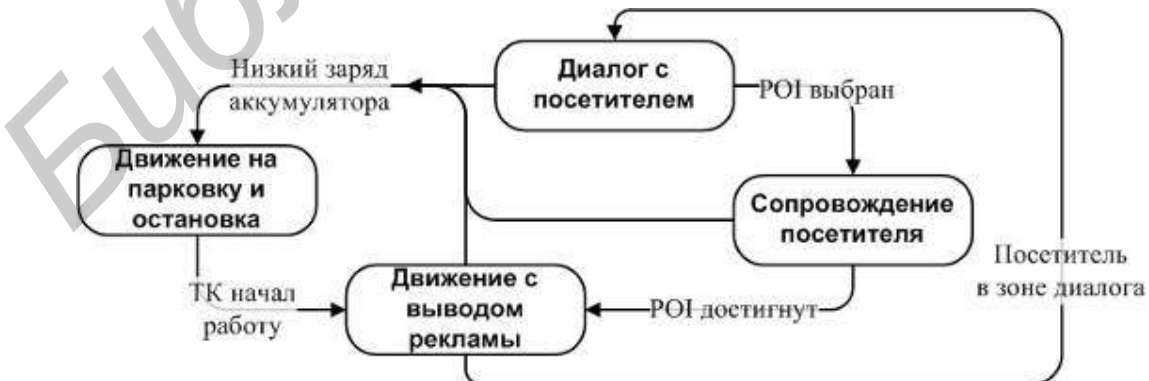 Диалог с
посетителем
Низкий заряд
аккумулятора
POI выбран
Движение на
парковку и
остановка
Сопровождение
посетителя
Посетитель
в зоне диалога
ТК начал
работу
Движение с
выводом
рекламы
POI достигнут